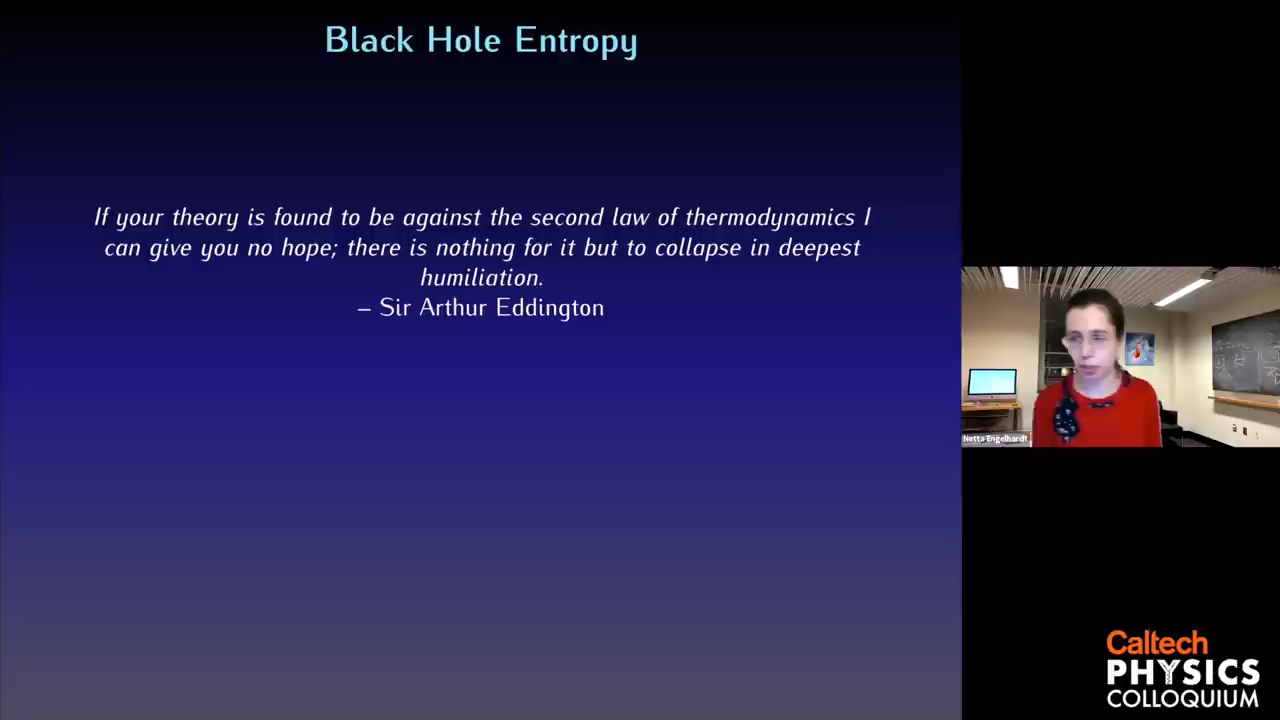 Black Hole Entropy
If your theory is found to be against the second law of thermodynamics I
can give you no hope; there is nothing for it but to collapse in deepest
humiliation.
– Sir Arthur Eddington
Netta Engelhardt
Caltech
PHYSICS
COLLOQUIUM